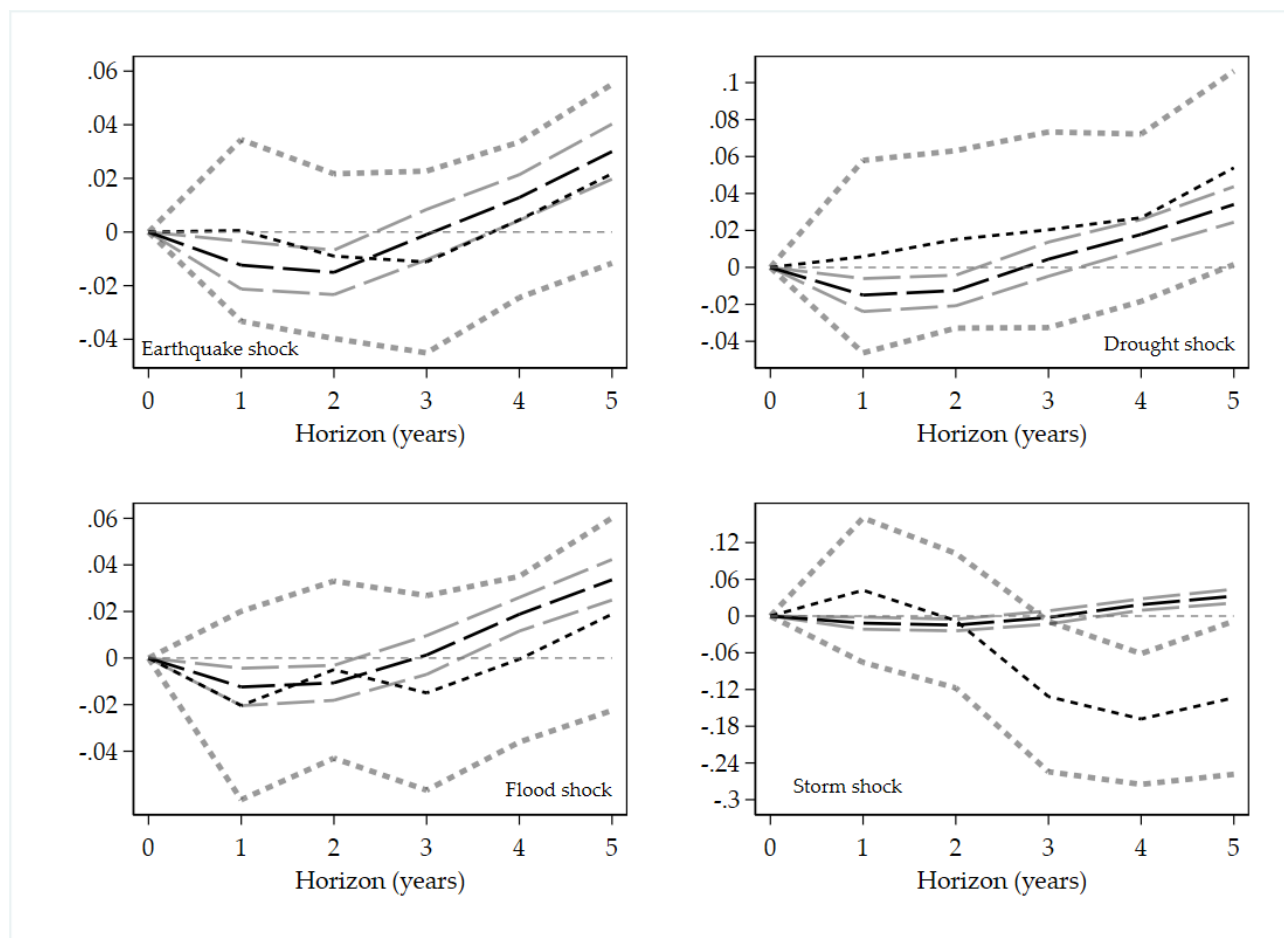 .06
.04
.02
0
-.02
-.04
Earthquake shock
0 1 2 3 4 5
Horizon (years)
.1
.08
.06
.04
.02
0
-.02
-.04
Drought shock
0 1 2 3 4 5
Horizon (years)
.06
.04
.02
0
-.02
-.04
Flood shock
0 1 2 3 4 5
Horizon (years)
.12
.06
0
-.06
-.12
-.18
-.24
-.3
Storm shock
0 1 2 3 4 5
Horizon (years)